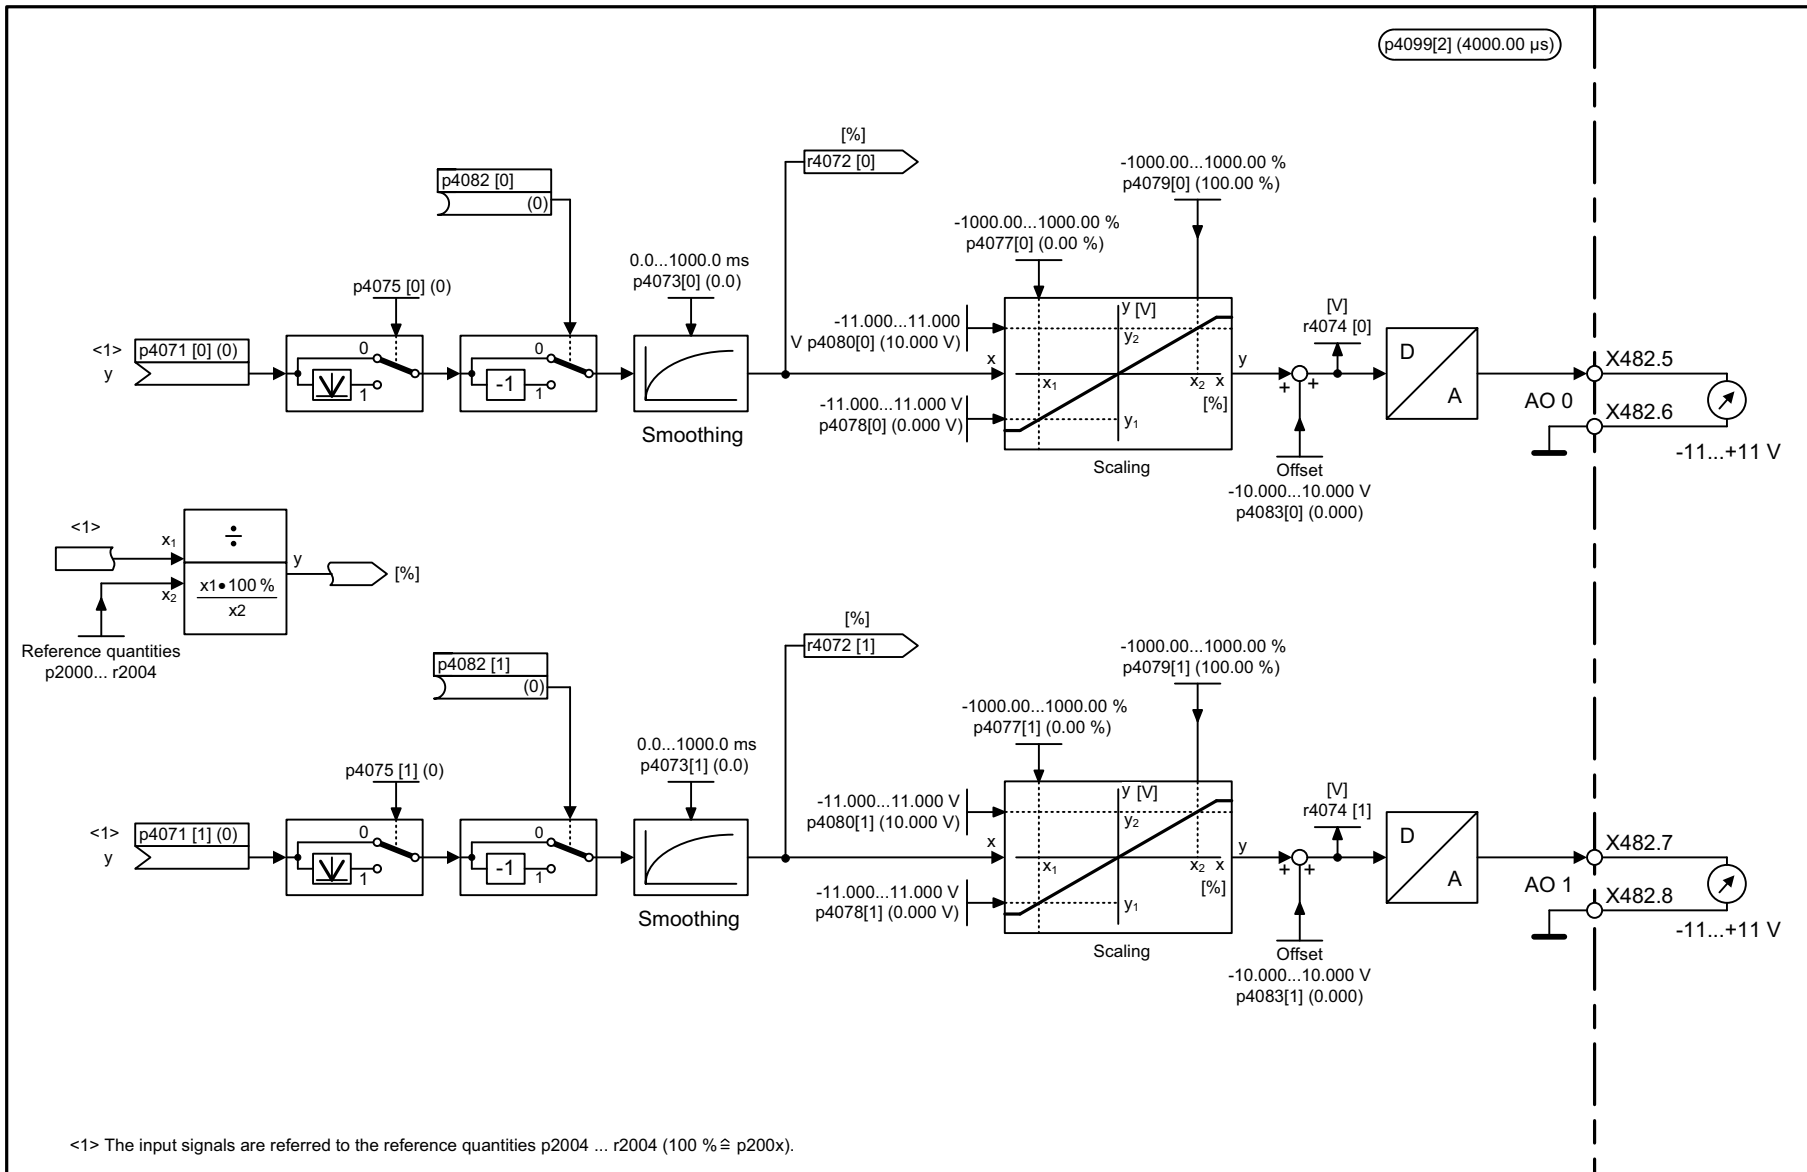 p4099[2] (4000.00 µs)
[%]
r4072 [0]
-1000.00...1000.00 %
p4079[0] (100.00 %)
p4082 [0]
(0)
-1000.00...1000.00 %
p4077[0] (0.00 %)
0.0...1000.0 ms
p4073[0] (0.0)
p4075 [0] (0)
-11.000...11.000
V p4080[0] (10.000 V)
y [V]
y2
[V]
r4074 [0]
<1>
p4071 [0] (0)
y
0
1
0
-1
1
x
x1
x2
x
[%]
y
+
+
D
A
X482.5
AO 0
X482.6
-11...+11 V
-11.000...11.000 V
p4078[0] (0.000 V)
y1
Smoothing
Scaling
Offset
-10.000...10.000 V
p4083[0] (0.000)
<1>
x1
÷
y
[%]
x2
x1•100 %
x2
Reference quantities
p2000... r2004
[%]
r4072 [1]
-1000.00...1000.00 %
p4079[1] (100.00 %)
p4082 [1]
(0)
-1000.00...1000.00 %
p4077[1] (0.00 %)
0.0...1000.0 ms
p4073[1] (0.0)
p4075 [1] (0)
-11.000...11.000 V
p4080[1] (10.000 V)
y [V]
y2
[V]
r4074 [1]
<1>
p4071 [1] (0)
y
0
1
0
-1
1
x
x1
x2
x
[%]
y
+
+
D
A
X482.7
AO 1
X482.8
-11...+11 V
-11.000...11.000 V
p4078[1] (0.000 V)
y1
Smoothing
Scaling
Offset
-10.000...10.000 V
p4083[1] (0.000)
<1> The input signals are referred to the reference quantities p2004 ... r2004 (100 % ≙ p200x).